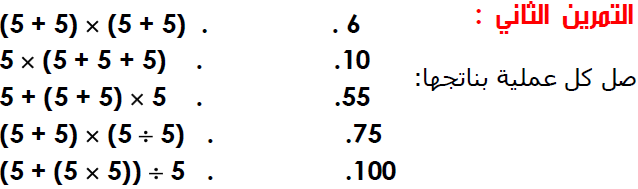 التمرين الثاني :
صل كل عملية بناتجها:
(5 + 5) × (5 + 5) . . 6
5 × (5 + 5 + 5) . .10
5 + (5 + 5) × 5 . .55
(5 + 5) × (5 ÷ 5) . .75
(5 + (5 × 5)) ÷ 5 . .100